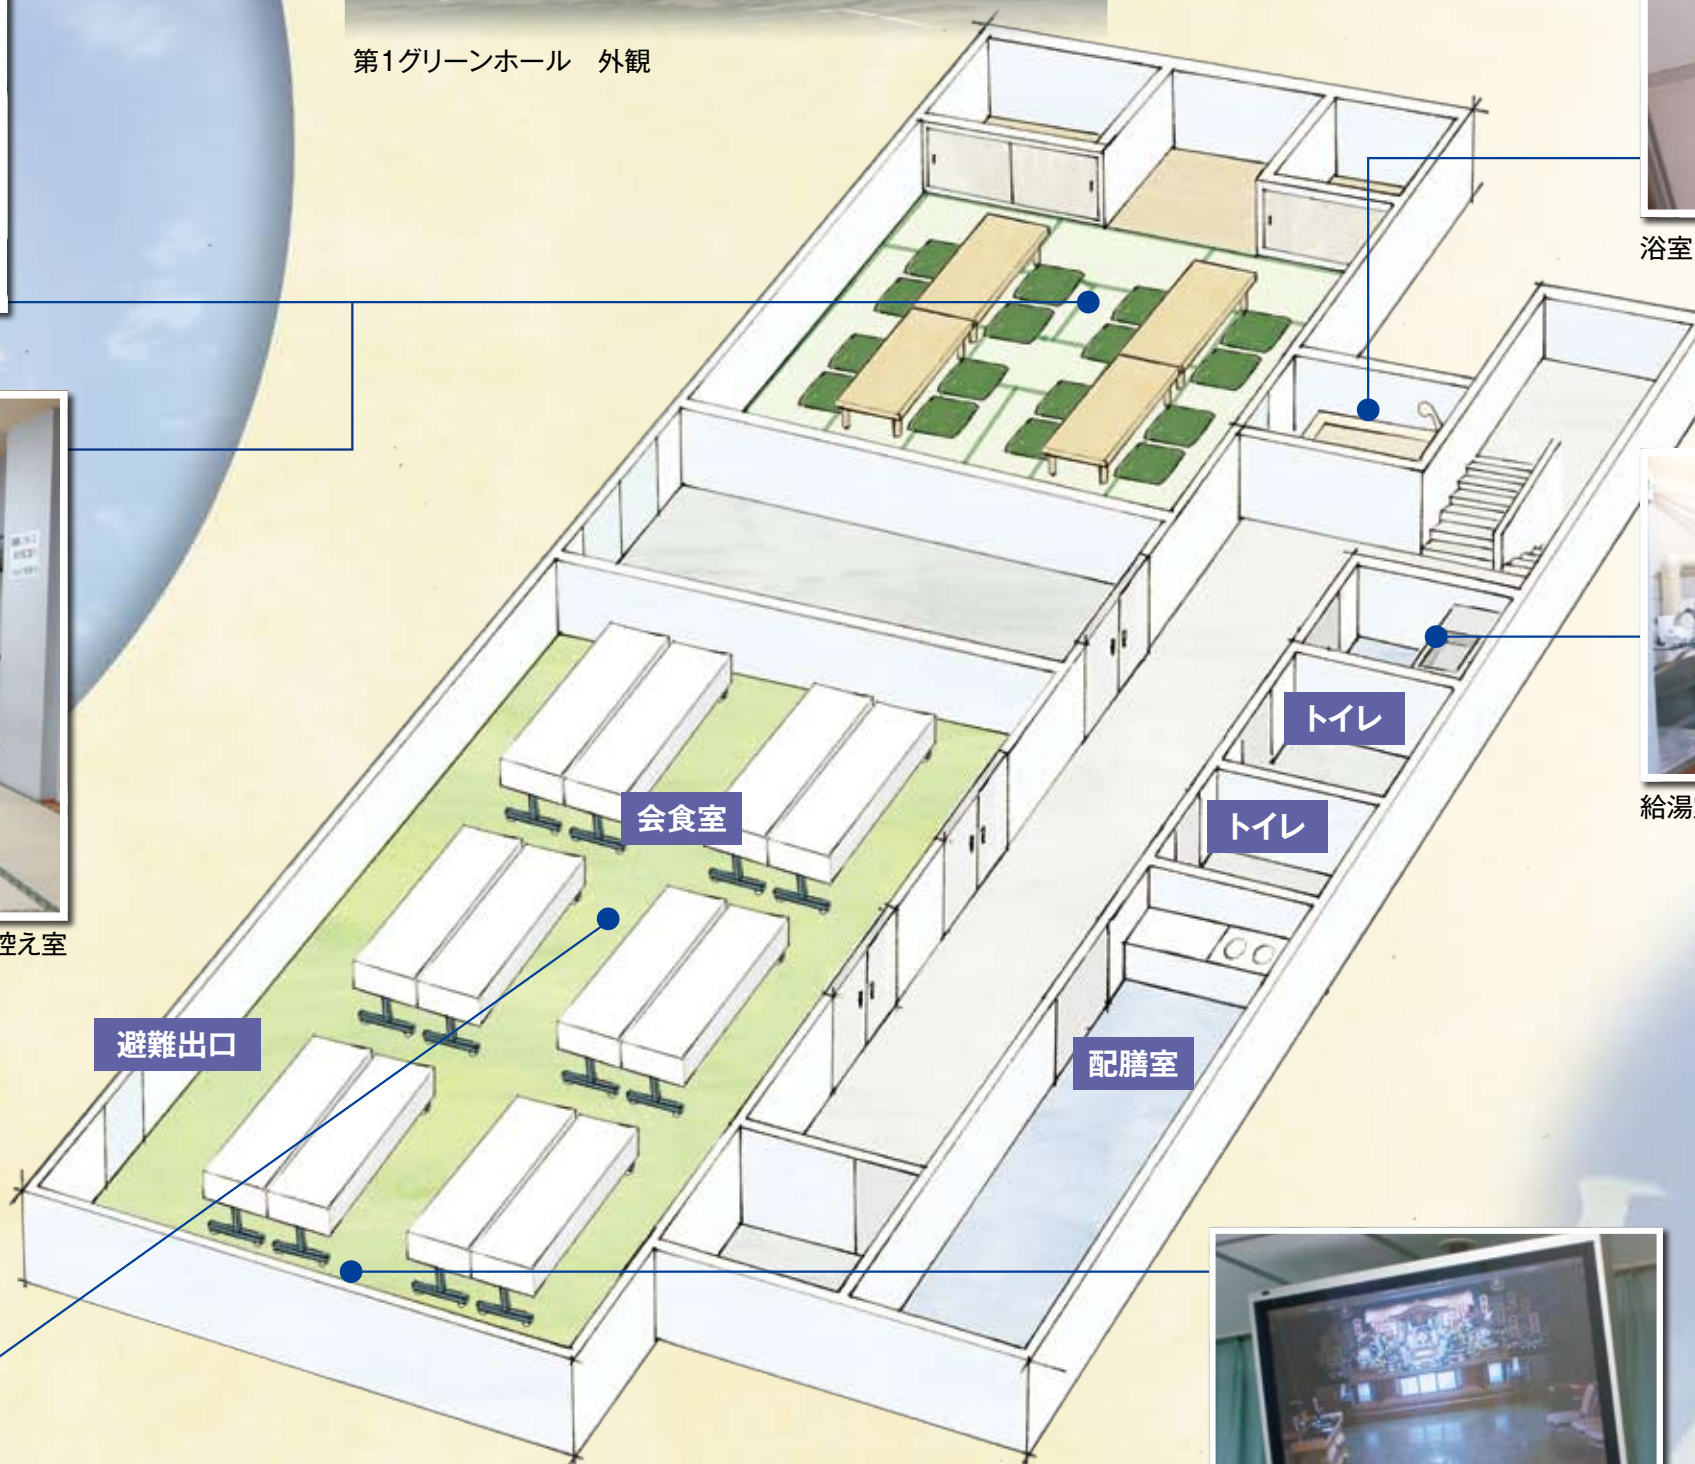 第1グリーンホール　外観
浴室
給湯
控え室
トイレ
トイレ
会食室
避難出口
配膳室